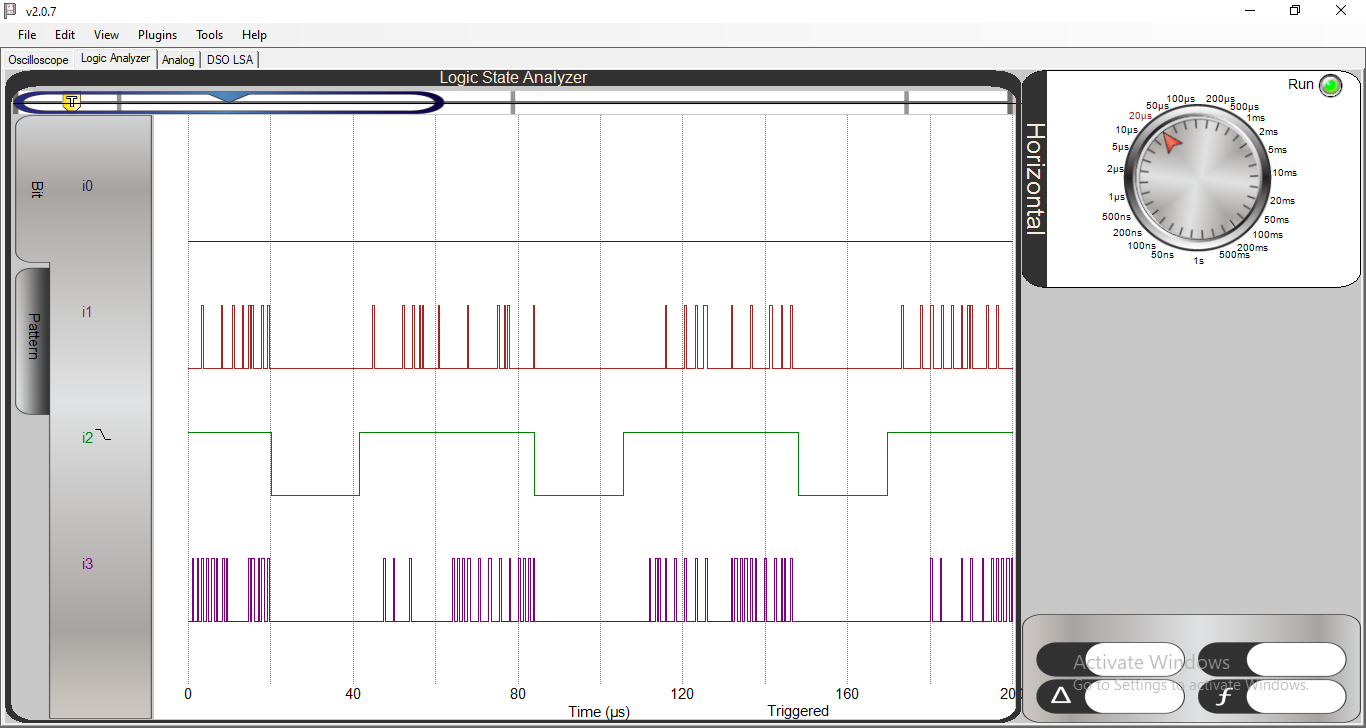 v2.0.7
File Edit View Plugins Tools Help
Oscilloscope Logic Analyzer Analog DSO LSA
Logic State Analyzer
T
Bit
Pattern
i0
i1
i2
i3
0 40 80 120 160 20
Time (µs) Triggered
Horizontal
Run
100µs 200µs
50µs 500µs
20µs 1ms
10µs 2ms
5µs 5ms
2µs 10ms
1µs 20ms
500ns 50ms
200ns 100ms
100ns 200ms
50ns 500ms
1s
Activate Windows
Go to Settings to activate Windows.
Δ f